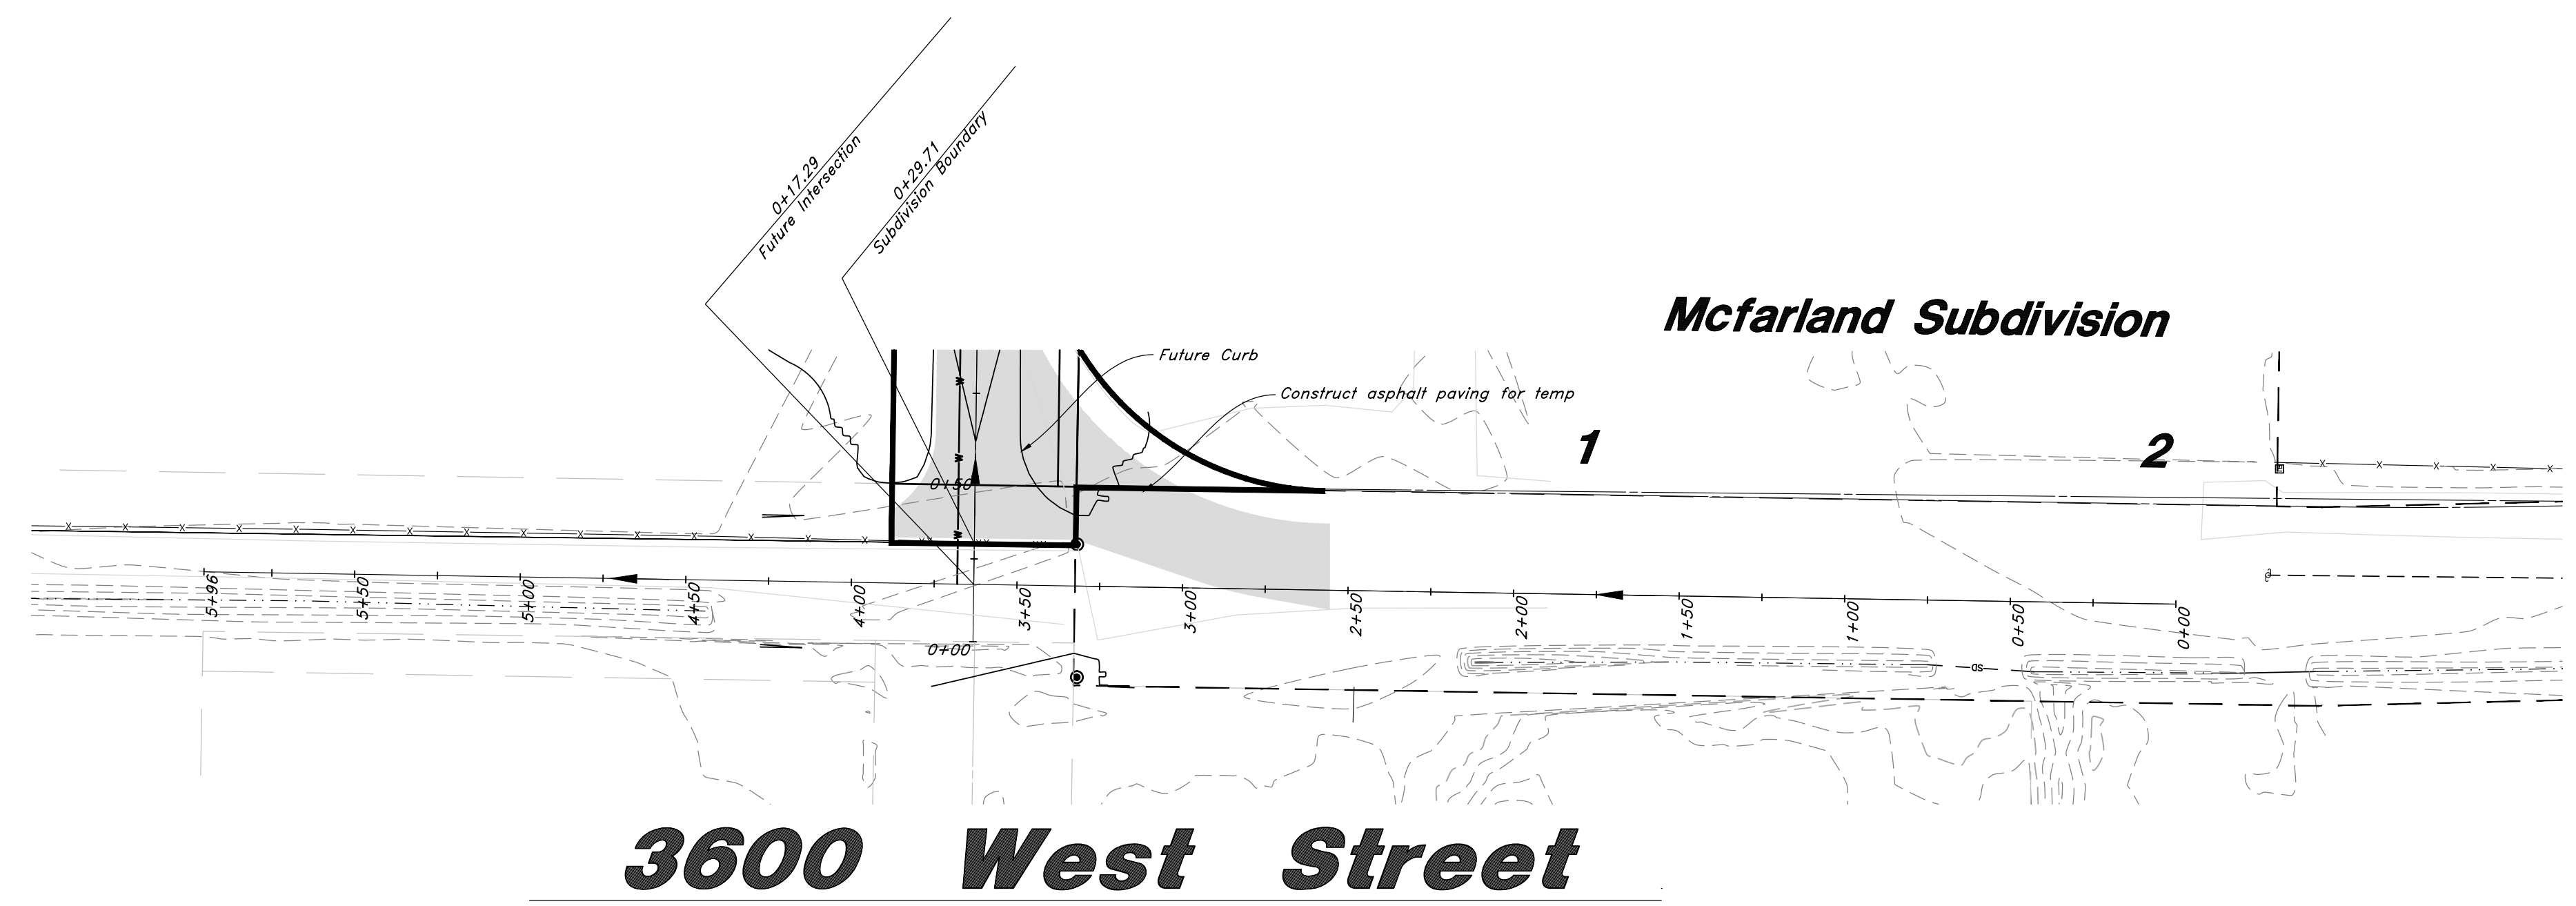 0+17.29
Future Intersection
0+29.71
Subdivision Boundary
Mcfarland Subdivision
Future Curb
Construct asphalt paving for temp
1
2
W
W
0+50
W
X X X X X X X X X X X X X X X X X
X X X X X
5+96
5+50
5+00
4+50
4+00
3+50
3+00
2+50
2+00
1+50
1+00
0+50
0+00
0+00
as
3600 West Street